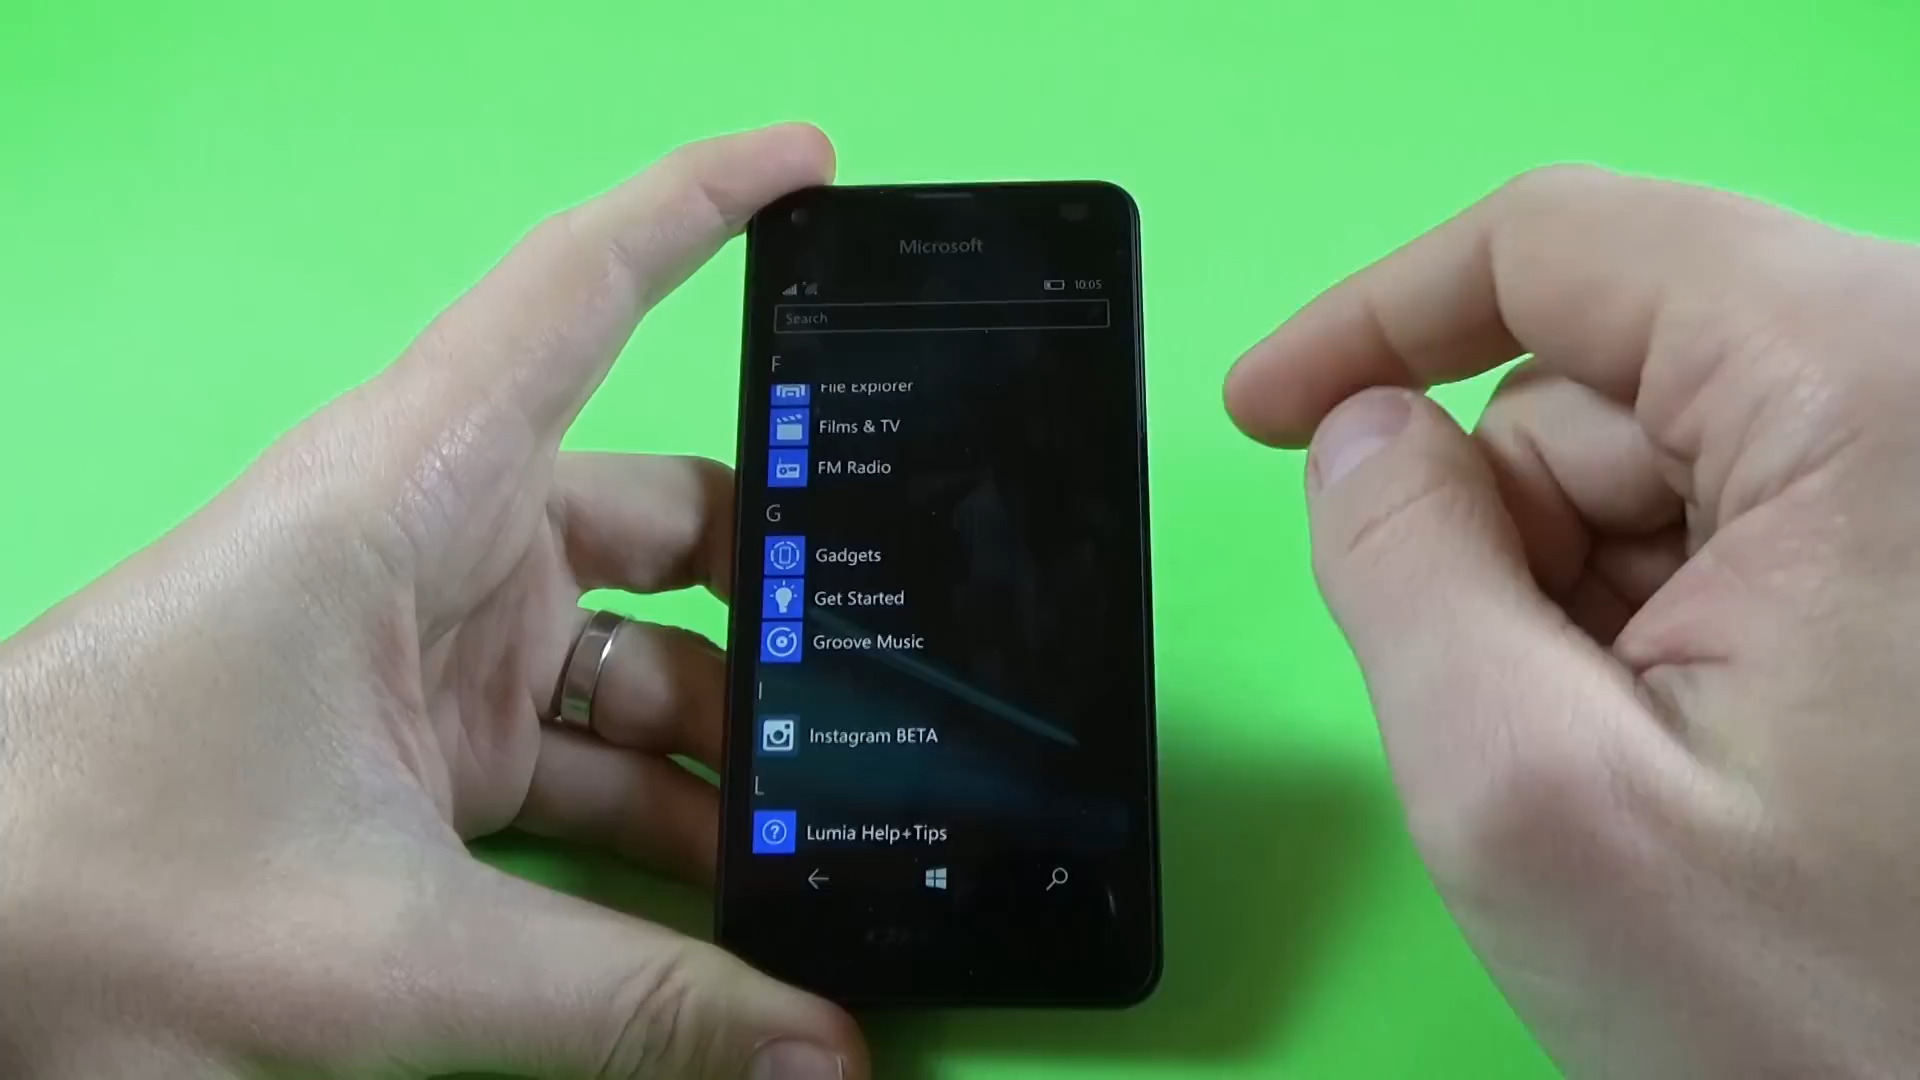 Microsoft
10:05
Search
F
File Explorer
Films & TV
FM Radio
G
Gadgets
Get Started
Groove Music
I
Instagram BETA
L
Lumia Help+Tips